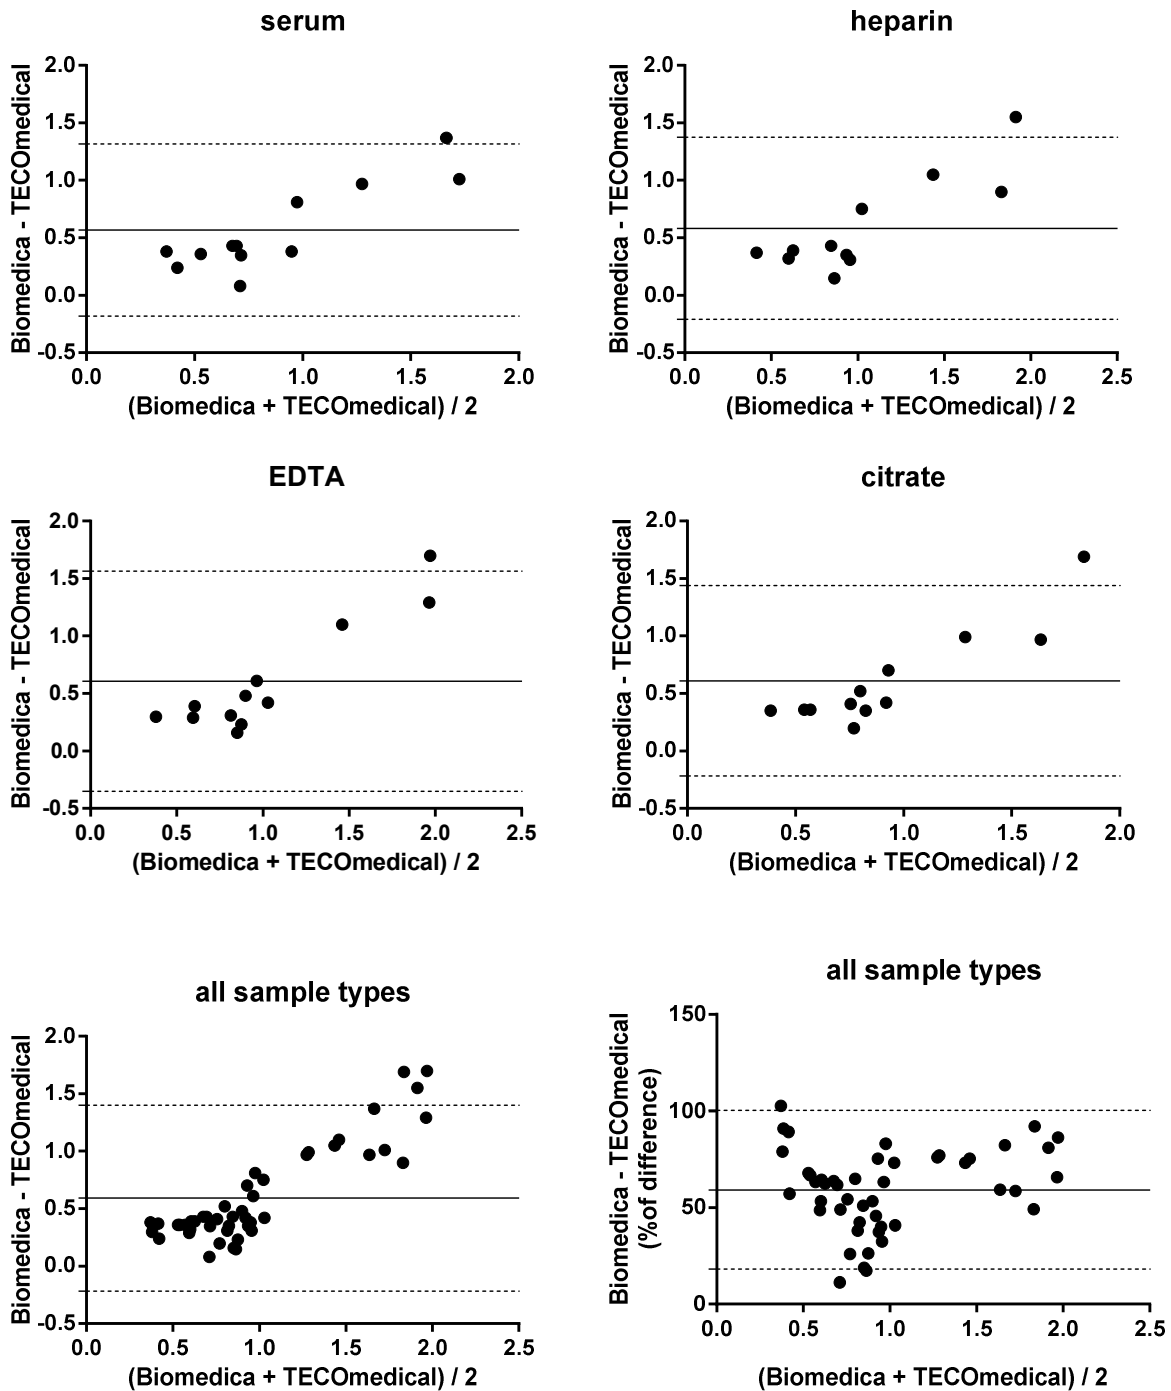 serum
Biomedica - TECOmedical
2.0
1.5
1.0
0.5
0.0
-0.5
0.0 0.5 1.0 1.5 2.0
(Biomedica + TECOmedical) / 2
heparin
Biomedica - TECOmedical
2.0
1.5
1.0
0.5
0.0
-0.5
0.0 0.5 1.0 1.5 2.0 2.5
(Biomedica + TECOmedical) / 2
EDTA
Biomedica - TECOmedical
2.0
1.5
1.0
0.5
0.0
-0.5
0.0 0.5 1.0 1.5 2.0 2.5
(Biomedica + TECOmedical) / 2
citrate
Biomedica - TECOmedical
2.0
1.5
1.0
0.5
0.0
-0.5
0.0 0.5 1.0 1.5 2.0
(Biomedica + TECOmedical) / 2
all sample types
Biomedica - TECOmedical
2.0
1.5
1.0
0.5
0.0
-0.5
0.0 0.5 1.0 1.5 2.0 2.5
(Biomedica + TECOmedical) / 2
all sample types
Biomedica - TECOmedical
(%of difference)
150
100
50
0
0.0 0.5 1.0 1.5 2.0 2.5
(Biomedica + TECOmedical) / 2